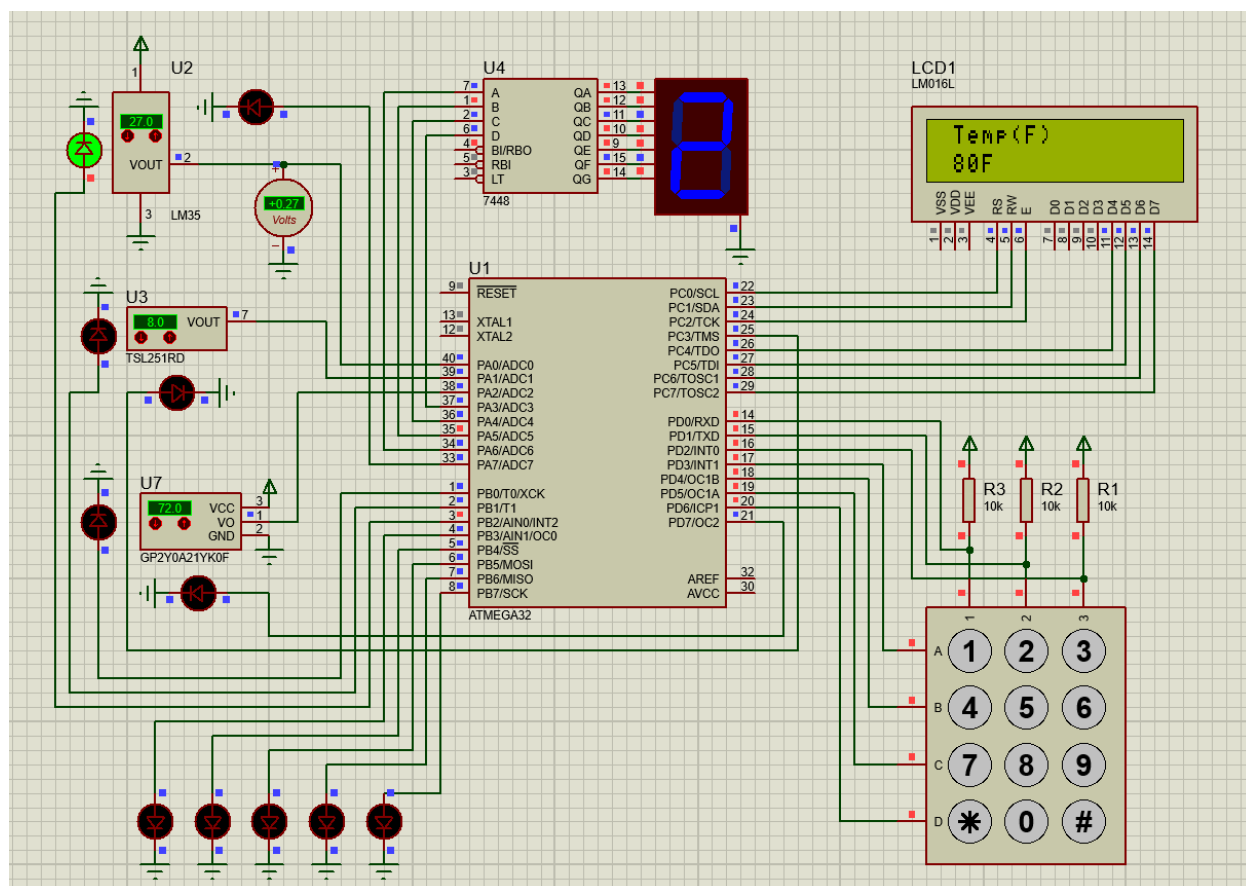 U2
1
27.0
VOUT
2
3
LM35
+0.27
Volts
U4
7
A
QA
13
1
B
QB
12
2
C
QC
11
6
D
QD
10
4
BI/RBO
QE
9
5
RBI
QF
15
3
LT
QG
14
7448
LCD1
LM016L
Temp(F)
80F
VSS
VDD
VEE
RS
RW
E
D0
D1
D2
D3
D4
D5
D6
D7
1
2
3
4
5
6
7
8
9
10
11
12
13
14
U3
8.0
VOUT
7
TSL251RD
U7
72.0
VCC
3
VO
1
GND
2
GP2Y0A21YK0F
U1
9
RESET
13
XTAL1
12
XTAL2
40
PA0/ADC0
39
PA1/ADC1
38
PA2/ADC2
37
PA3/ADC3
36
PA4/ADC4
35
PA5/ADC5
34
PA6/ADC6
33
PA7/ADC7
1
PB0/T0/XCK
2
PB1/T1
3
PB2/AIN0/INT2
4
PB3/AIN1/OC0
5
PB4/SS
6
PB5/MOSI
7
PB6/MISO
8
PB7/SCK
PC0/SCL
22
PC1/SDA
23
PC2/TCK
24
PC3/TMS
25
PC4/TDO
26
PC5/TDI
27
PC6/TOSC1
28
PC7/TOSC2
29
PD0/RXD
14
PD1/TXD
15
PD2/INT0
16
PD3/INT1
17
PD4/OC1B
18
PD5/OC1A
19
PD6/ICP1
20
PD7/OC2
21
AREF
32
AVCC
30
ATMEGA32
R3
10k
R2
10k
R1
10k
1
2
3
A
1
2
3
B
4
5
6
C
7
8
9
D
*
0
#
2